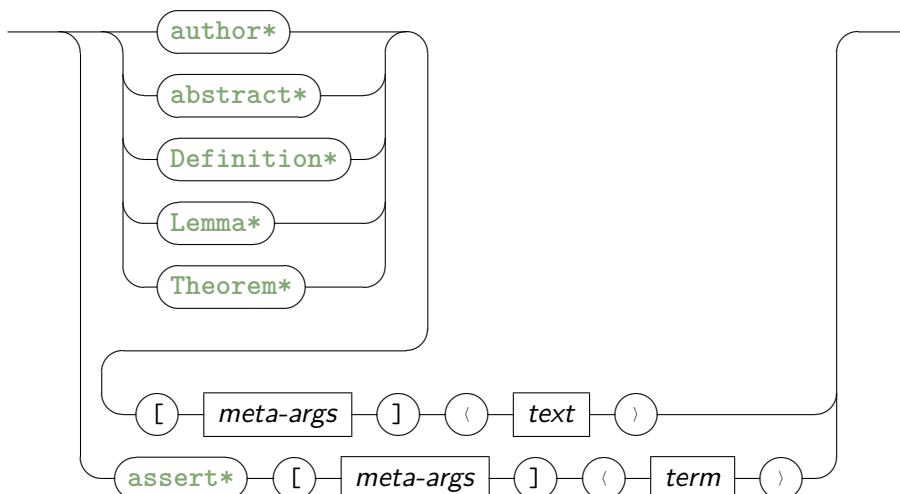 author*
abstract*
Definition*
Lemma*
Theorem*
[ meta-args ] ⟨ text ⟩
assert* [ meta-args ] ⟨ term ⟩